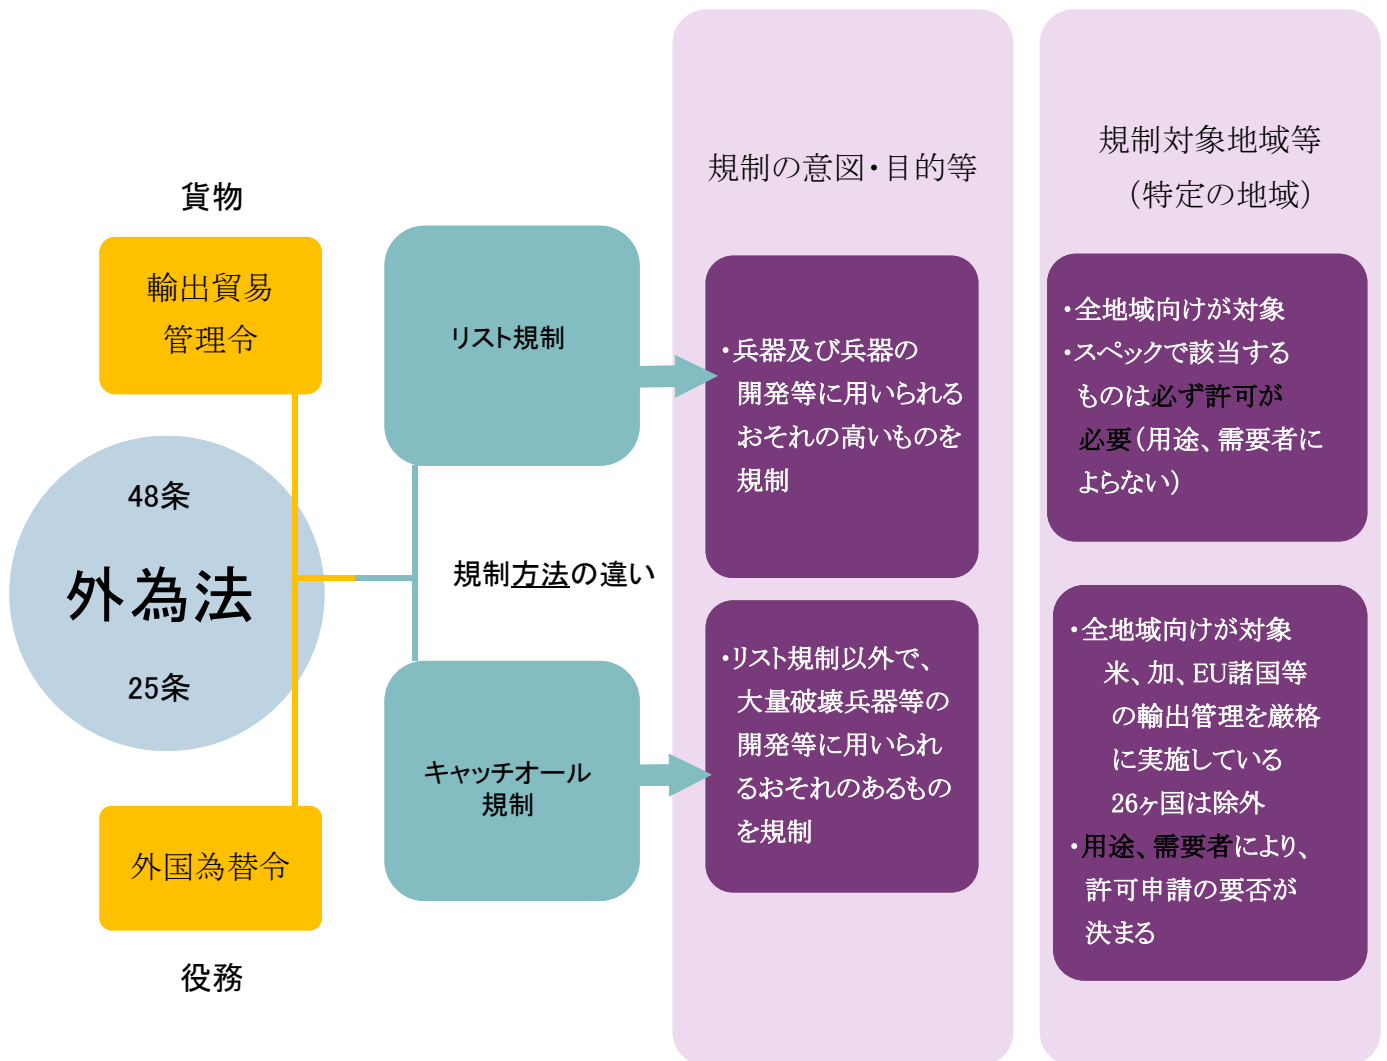 貨物
輸出貿易
管理令
48条
外為法
25条
外国為替令
役務
リスト規制
規制方法の違い
キャッチオール
規制
規制の意図・目的等
・兵器及び兵器の
開発等に用いられる
おそれの高いものを
規制
・リスト規制以外で、
大量破壊兵器等の
開発等に用いられ
るおそれのあるもの
を規制
規制対象地域等
（特定の地域）
・全地域向けが対象
・スペックで該当する
ものは必ず許可が
必要（用途、需要者に
よらない）
・全地域向けが対象
米、加、EU諸国等
の輸出管理を厳格
に実施している
26ヶ国は除外
・用途、需要者により、
許可申請の要否が
決まる